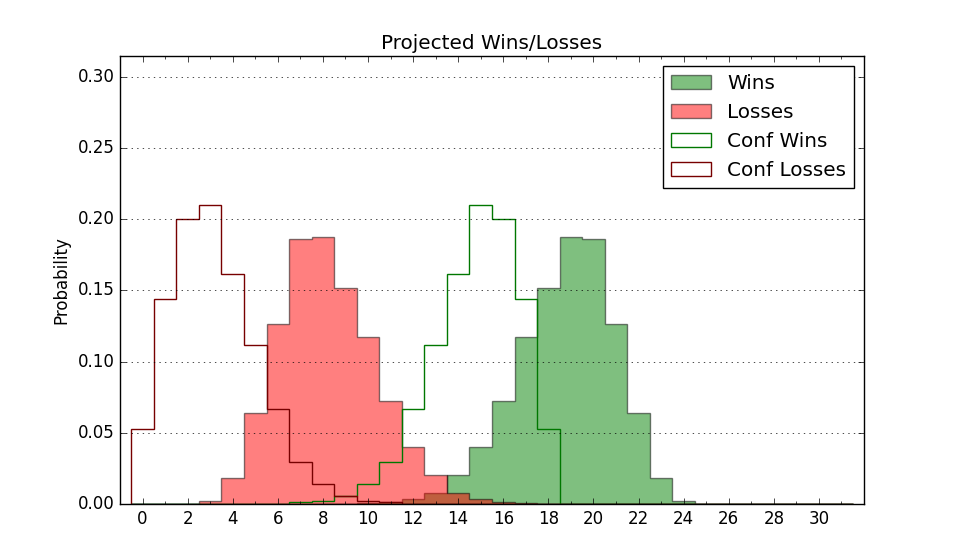 Projected Wins/Losses
Wins
Losses
Conf Wins
Conf Losses
Probability
0.30
0.25
0.20
0.15
0.10
0.05
0.00
0 2 4 6 8 10 12 14 16 18 20 22 24 26 28 30